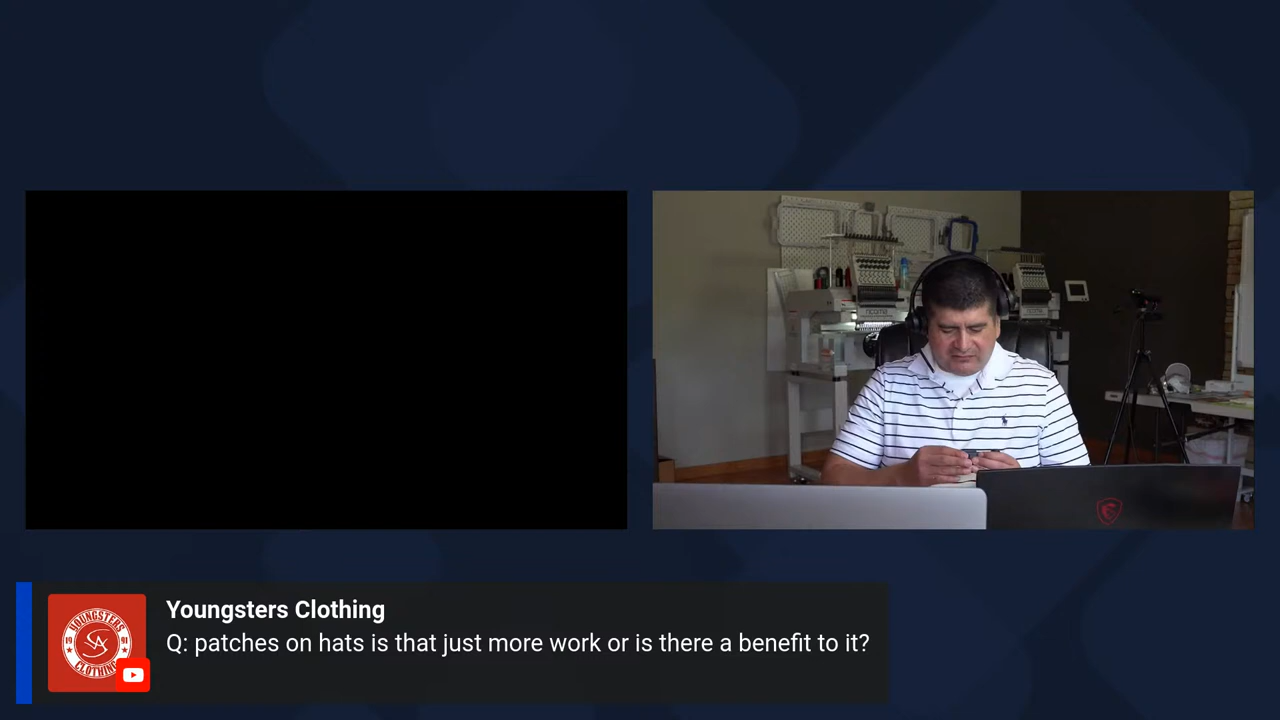 Youngsters Clothing
Q: patches on hats is that just more work or is there a benefit to it?
YOUNGSTERS
CLOTHING